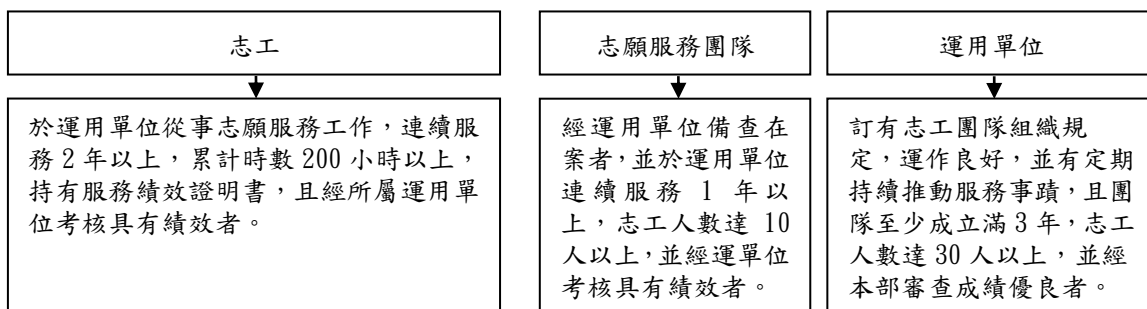 志工
於運用單位從事志願服務工作，連續服
務2年以上，累計時數200小時以上，
持有服務績效證明書，且經所屬運用單
位考核具有績效者。
志願服務團隊
經運用單位備查在
案者，並於運用單位
連續服務 1 年以
上，志工人數達 10
人以上，並經運單位
考核具有績效者。
運用單位
訂有志工團隊組織規
定，運作良好，並有定期
持續推動服務事蹟，且團
隊至少成立滿3年，志工
人數達30人以上，並經
本部審查成績優良者。